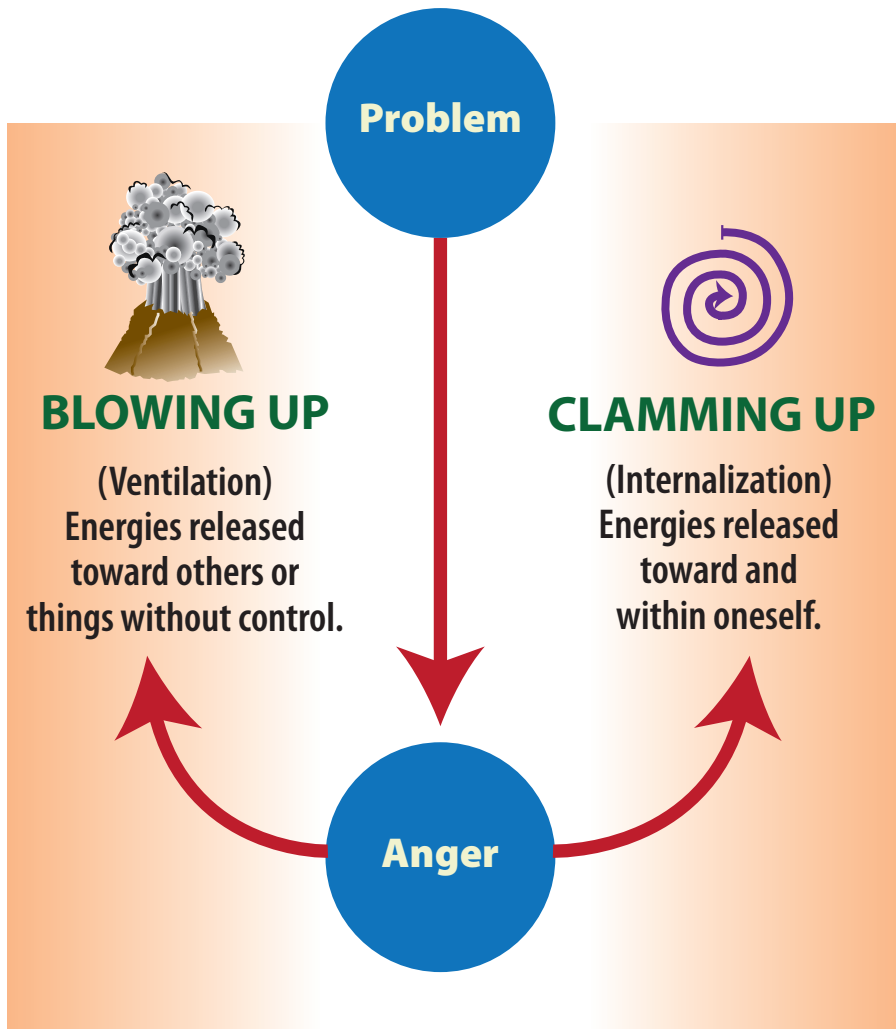 Problem
BLOWING UP
(Ventilation)
Energies released
toward others or
things without control.
CLAMMING UP
(Internalization)
Energies released
toward and
within oneself.
Anger